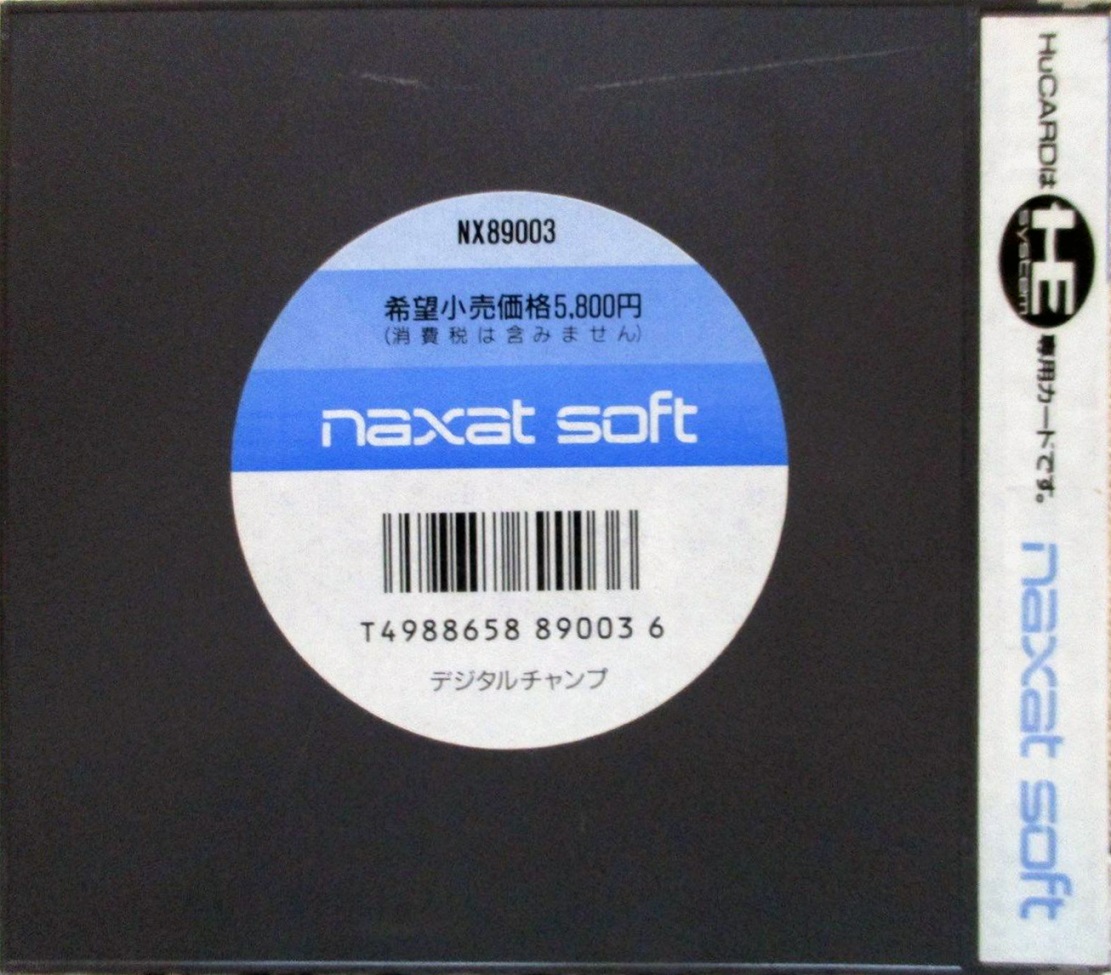 NX89003
希望小売価格5,800円
(消費税は含みません)
naxat soft
T4988658 89003 6
デジタルチャンプ
HuCARDは HE system 専用カードです。
naxat soft